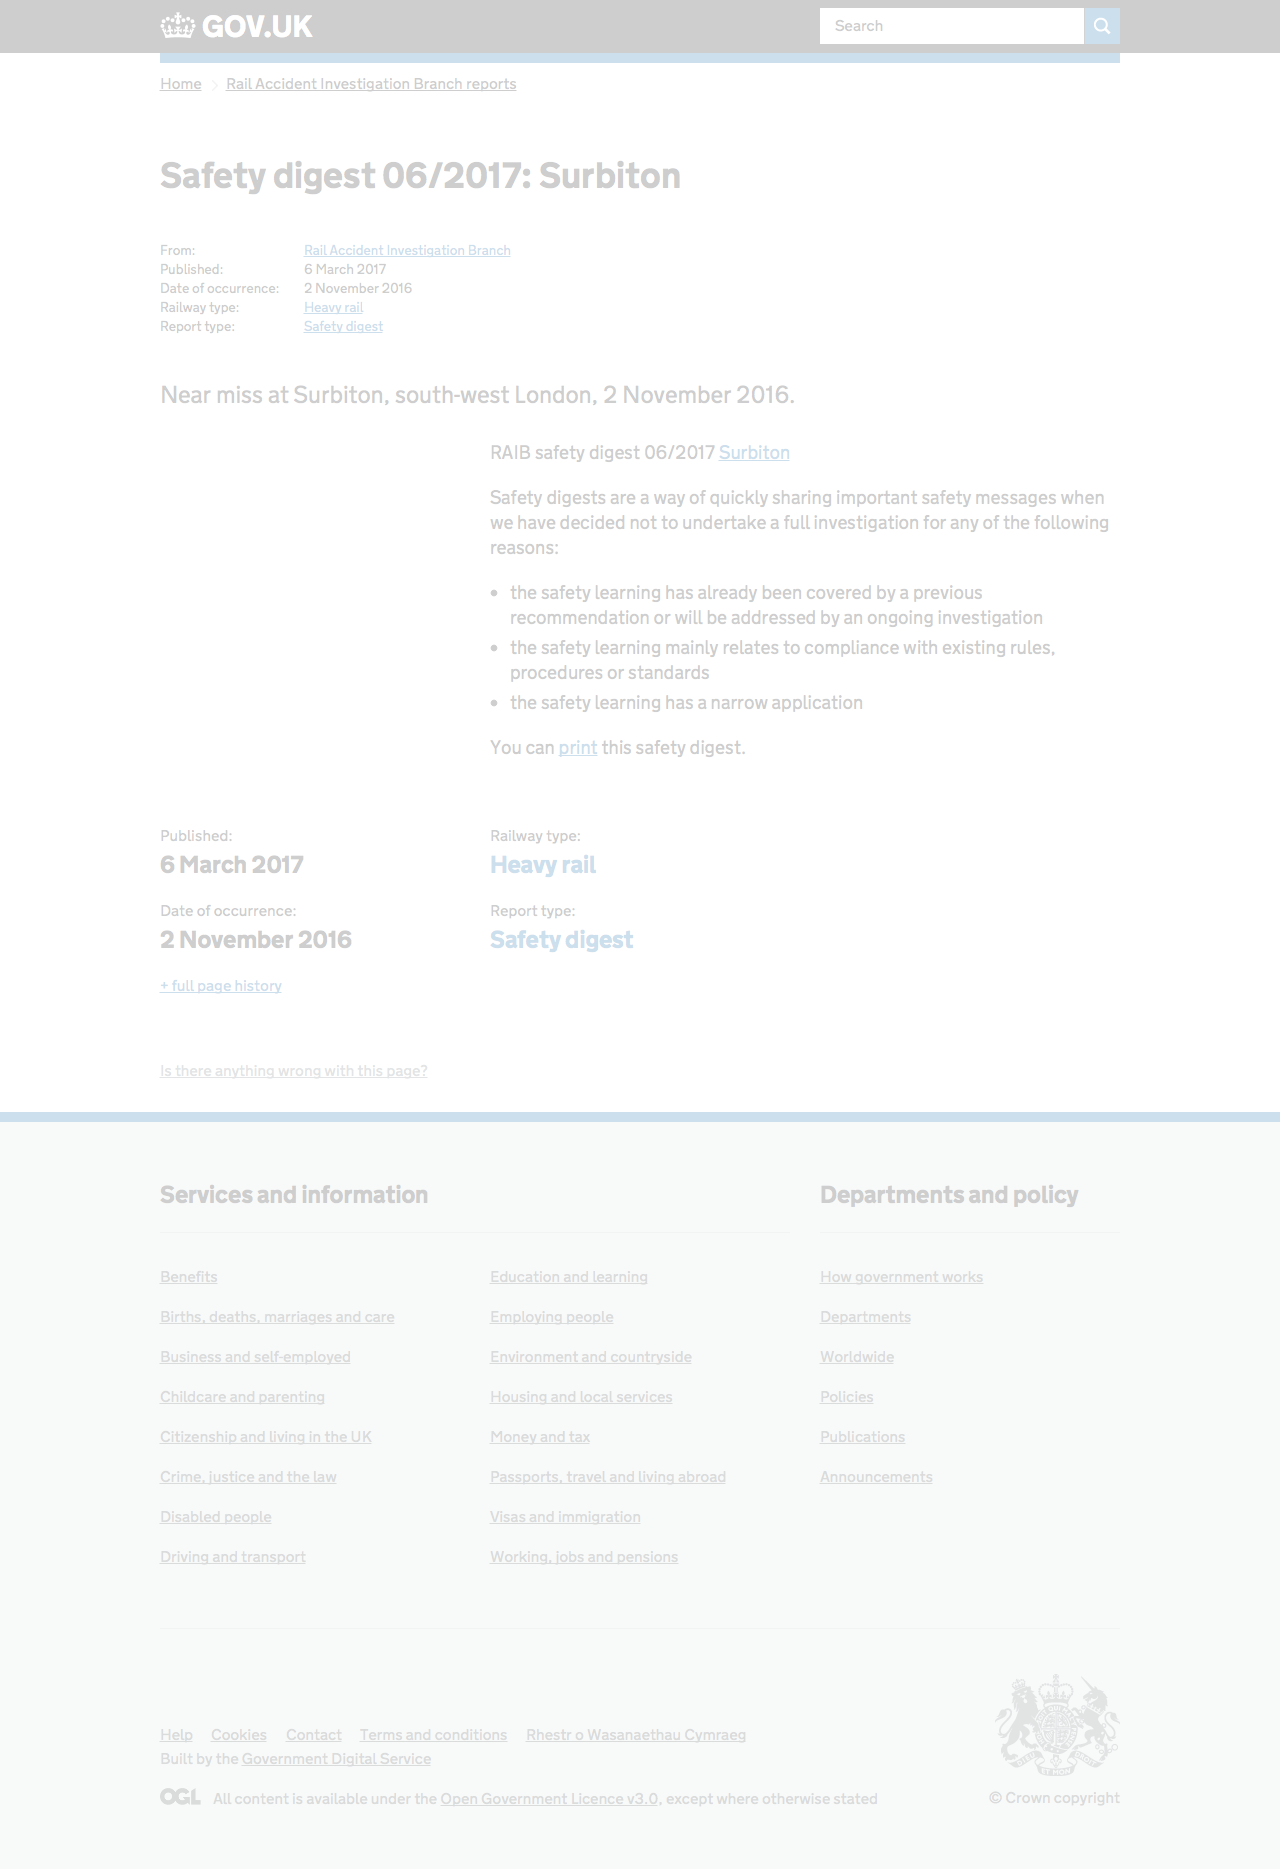 GOV.UK
Search
Home
Rail Accident Investigation Branch reports
Safety digest 06/2017: Surbiton
From: Rail Accident Investigation Branch
Published: 6 March 2017
Date of occurrence: 2 November 2016
Railway type: Heavy rail
Report type: Safety digest
Near miss at Surbiton, south-west London, 2 November 2016.
RAIB safety digest 06/2017 Surbiton
Safety digests are a way of quickly sharing important safety messages when
we have decided not to undertake a full investigation for any of the following
reasons:
• the safety learning has already been covered by a previous
recommendation or will be addressed by an ongoing investigation
• the safety learning mainly relates to compliance with existing rules,
procedures or standards
• the safety learning has a narrow application
You can print this safety digest.
Published:
6 March 2017
Railway type:
Heavy rail
Date of occurrence:
2 November 2016
Report type:
Safety digest
+ full page history
Is there anything wrong with this page?
Services and information
Benefits
Births, deaths, marriages and care
Business and self-employed
Childcare and parenting
Citizenship and living in the UK
Crime, justice and the law
Disabled people
Driving and transport
Education and learning
Employing people
Environment and countryside
Housing and local services
Money and tax
Passports, travel and living abroad
Visas and immigration
Working, jobs and pensions
Departments and policy
How government works
Departments
Worldwide
Policies
Publications
Announcements
Help Cookies Contact Terms and conditions Rhestr o Wasanaethau Cymraeg
Built by the Government Digital Service
OGL All content is available under the Open Government Licence v3.0, except where otherwise stated
© Crown copyright